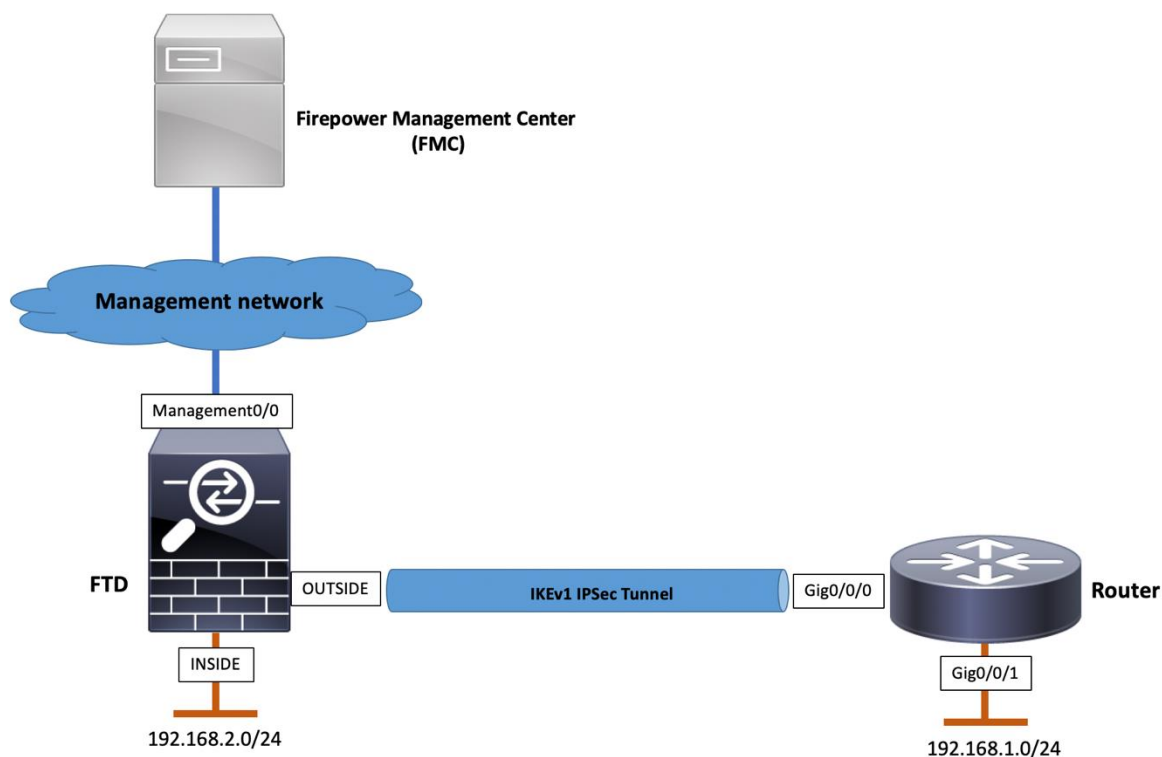 Firepower Management Center
(FMC)
Management network
Management0/0
FTD
OUTSIDE
IKEv1 IPSec Tunnel
Gig0/0/0
Router
INSIDE
Gig0/0/1
192.168.2.0/24
192.168.1.0/24